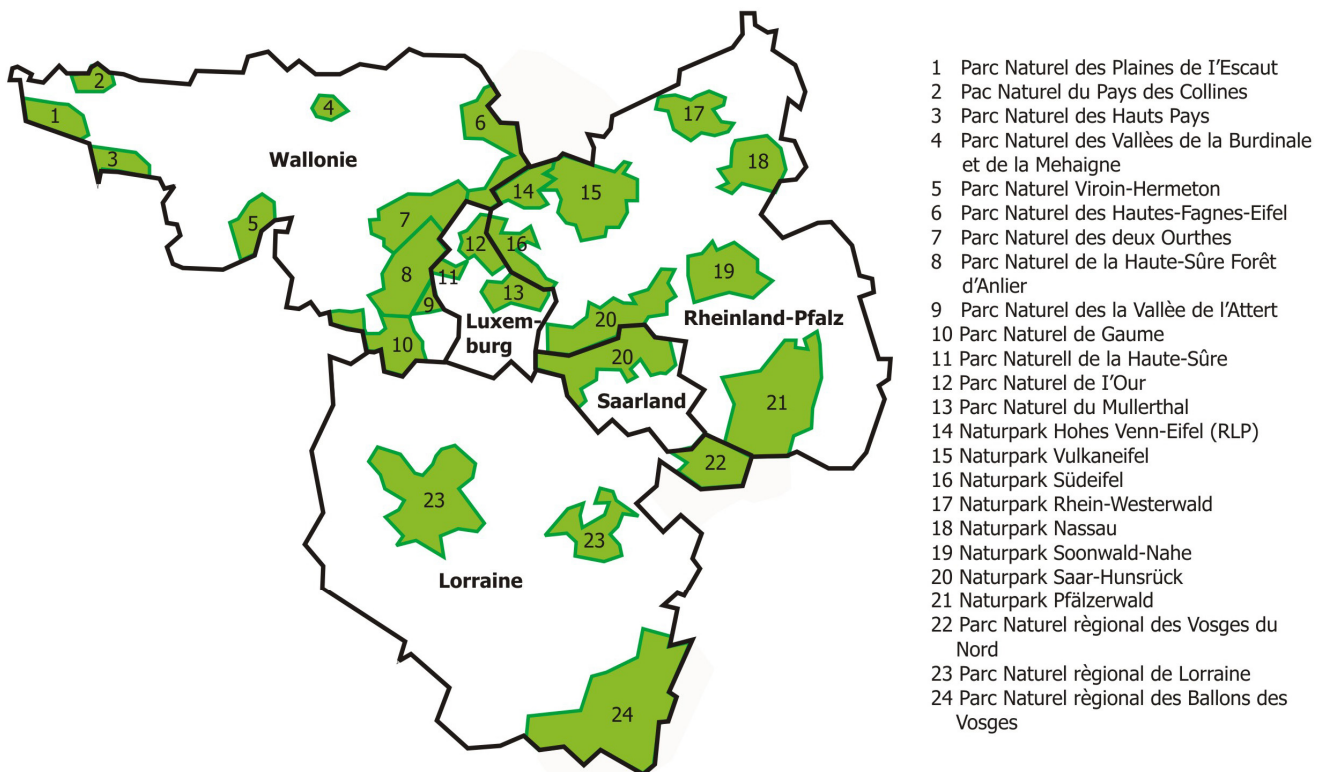 2
1
4
3
6
17
18
Wallonie
5
7
14
15
12
16
8
11
9
13
19
Luxem-
burg
10
20
Rheinland-Pfalz
20
Saarland
21
22
23
23
Lorraine
24
1 Parc Naturel des Plaines de I'Escaut
2 Pac Naturel du Pays des Collines
3 Parc Naturel des Hauts Pays
4 Parc Naturel des Vallèes de la Burdinale
et de la Mehaigne
5 Parc Naturel Viroin-Hermeton
6 Parc Naturel des Hautes-Fagnes-Eifel
7 Parc Naturel des deux Ourthes
8 Parc Naturel de la Haute-Sûre Forêt
d'Anlier
9 Parc Naturel des la Vallèe de l'Attert
10 Parc Naturel de Gaume
11 Parc Naturell de la Haute-Sûre
12 Parc Naturel de I'Our
13 Parc Naturel du Mullerthal
14 Naturpark Hohes Venn-Eifel (RLP)
15 Naturpark Vulkaneifel
16 Naturpark Südeifel
17 Naturpark Rhein-Westerwald
18 Naturpark Nassau
19 Naturpark Soonwald-Nahe
20 Naturpark Saar-Hunsrück
21 Naturpark Pfälzerwald
22 Parc Naturel règional des Vosges du
Nord
23 Parc Naturel règional de Lorraine
24 Parc Naturel règional des Ballons des
Vosges